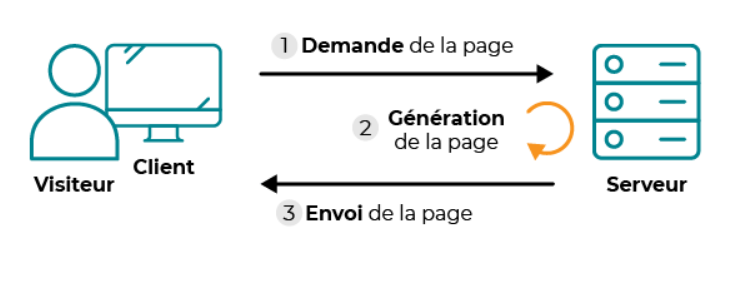 1 Demande de la page
2 Génération
de la page
Client
Visiteur
Serveur
3 Envoi de la page